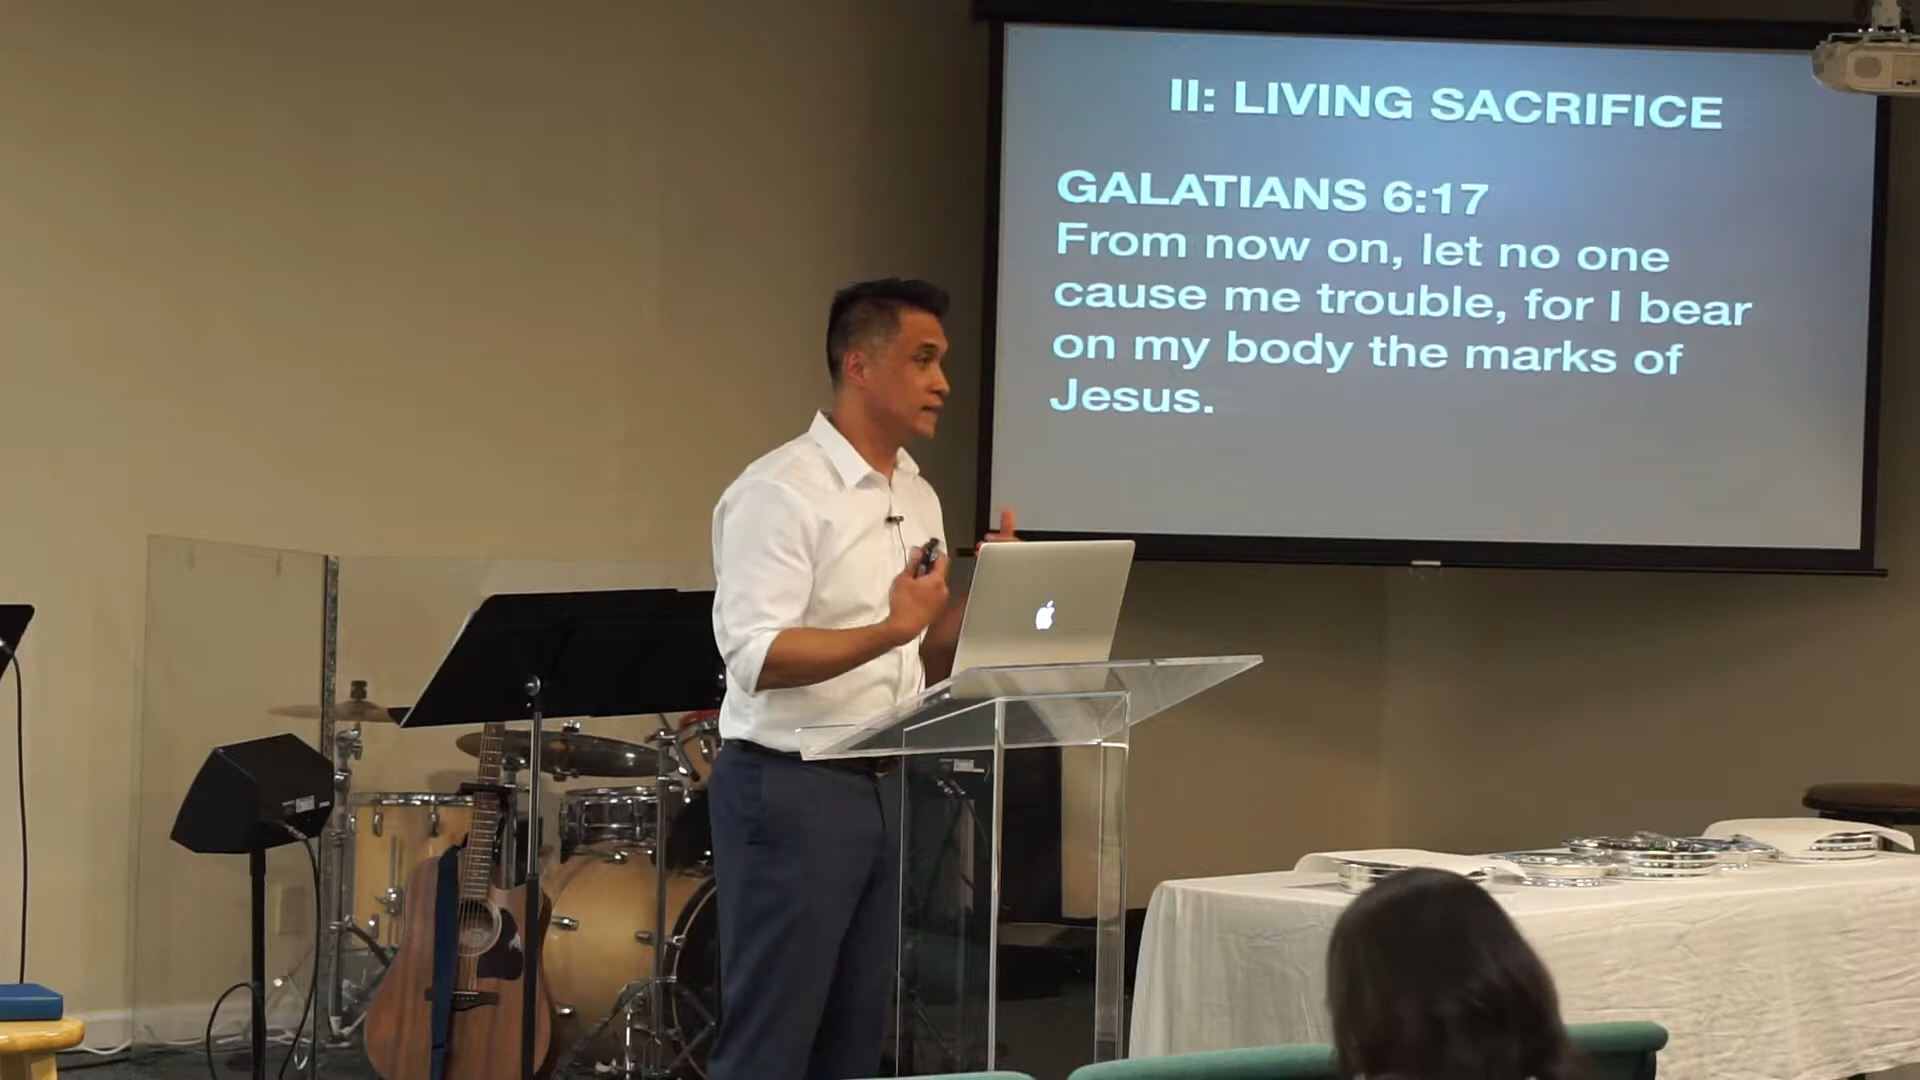 II: LIVING SACRIFICE
GALATIANS 6:17
From now on, let no one
cause me trouble, for I bear
on my body the marks of
Jesus.